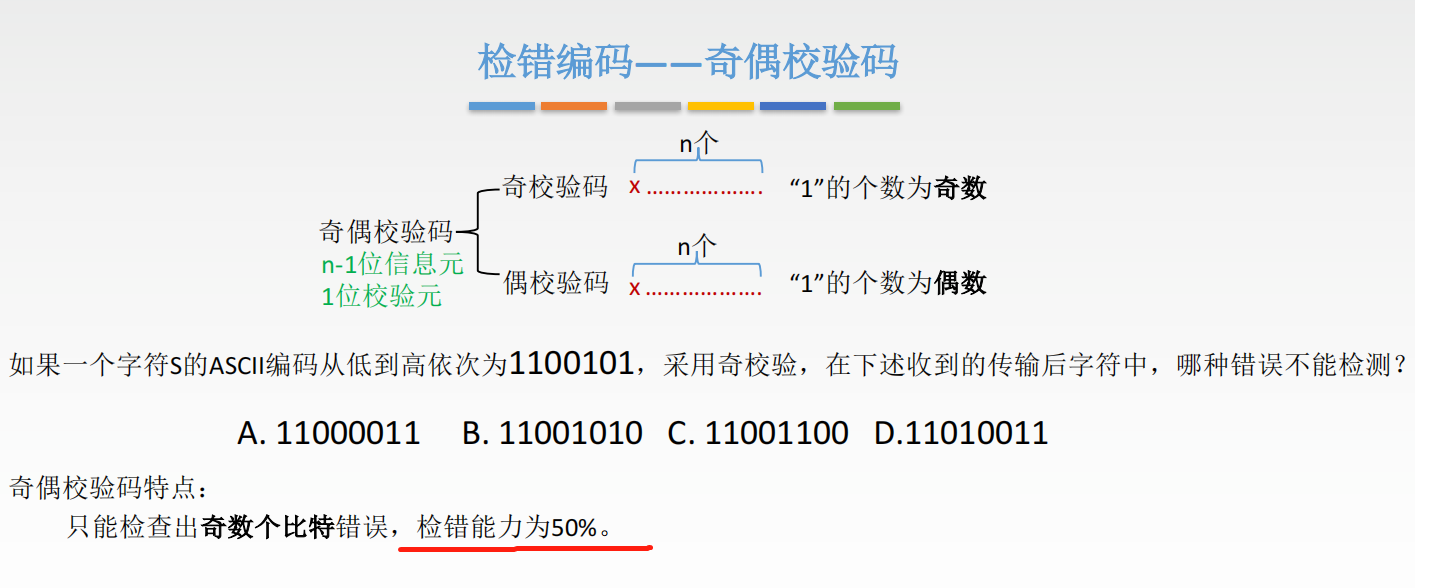 检错编码——奇偶校验码
n个
奇校验码 x ……………… . “1”的个数为奇数
奇偶校验码
n-1位信息元
1位校验元
n个
偶校验码 x ……………… . “1”的个数为偶数
如果一个字符S的ASCII编码从低到高依次为1100101，采用奇校验，在下述收到的传输后字符中，哪种错误不能检测？
A. 11000011 B. 11001010 C. 11001100 D.11010011
奇偶校验码特点：
只能检查出奇数个比特错误，检错能力为50%。